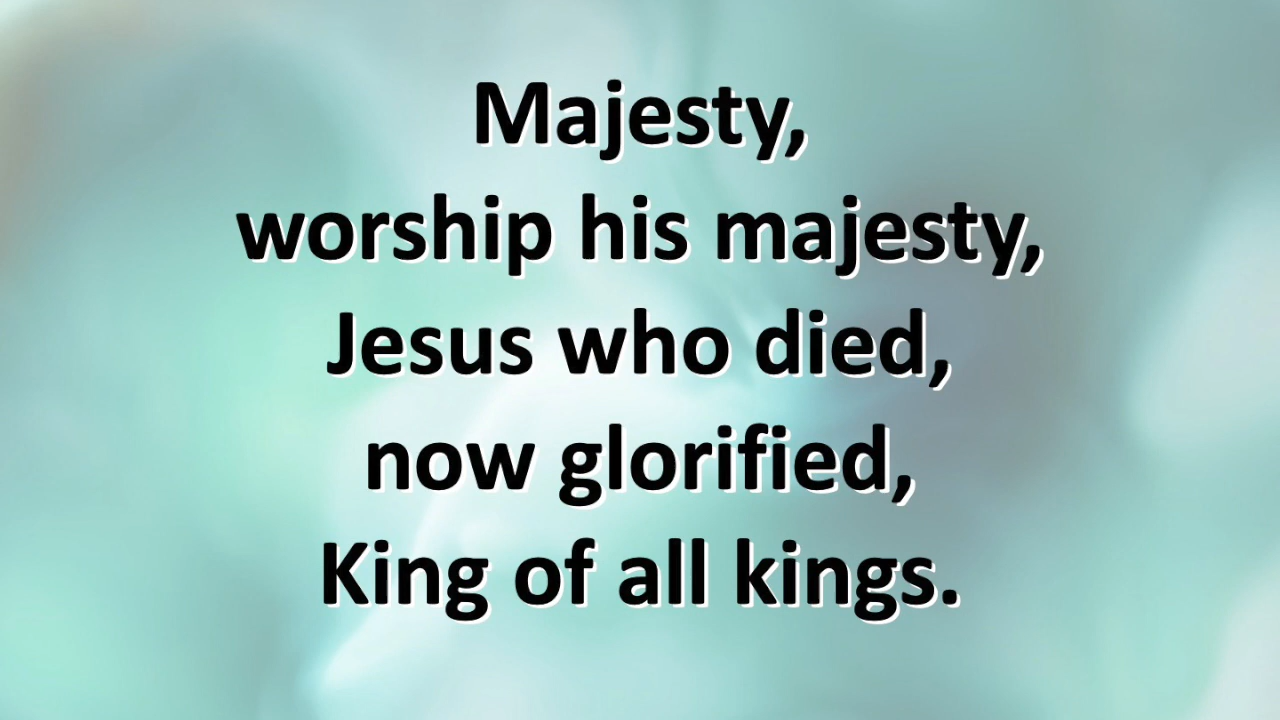 Majesty,
worship his majesty,
Jesus who died,
now glorified,
King of all kings.